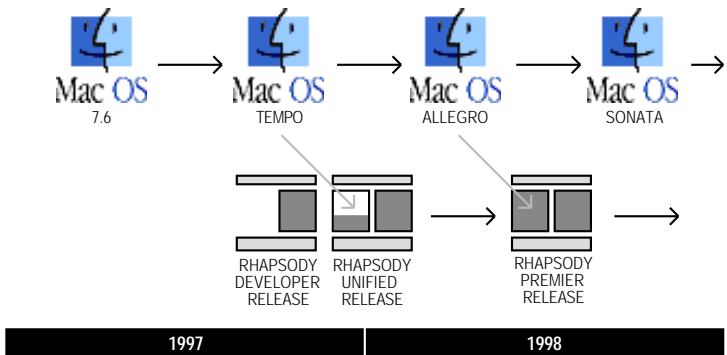 Mac OS Mac OS Mac OS Mac OS
7.6 TEMPO ALLEGRO SONATA
RHAPSODY
DEVELOPER
RELEASE
RHAPSODY
UNIFIED
RELEASE
RHAPSODY
PREMIER
RELEASE
1997 1998